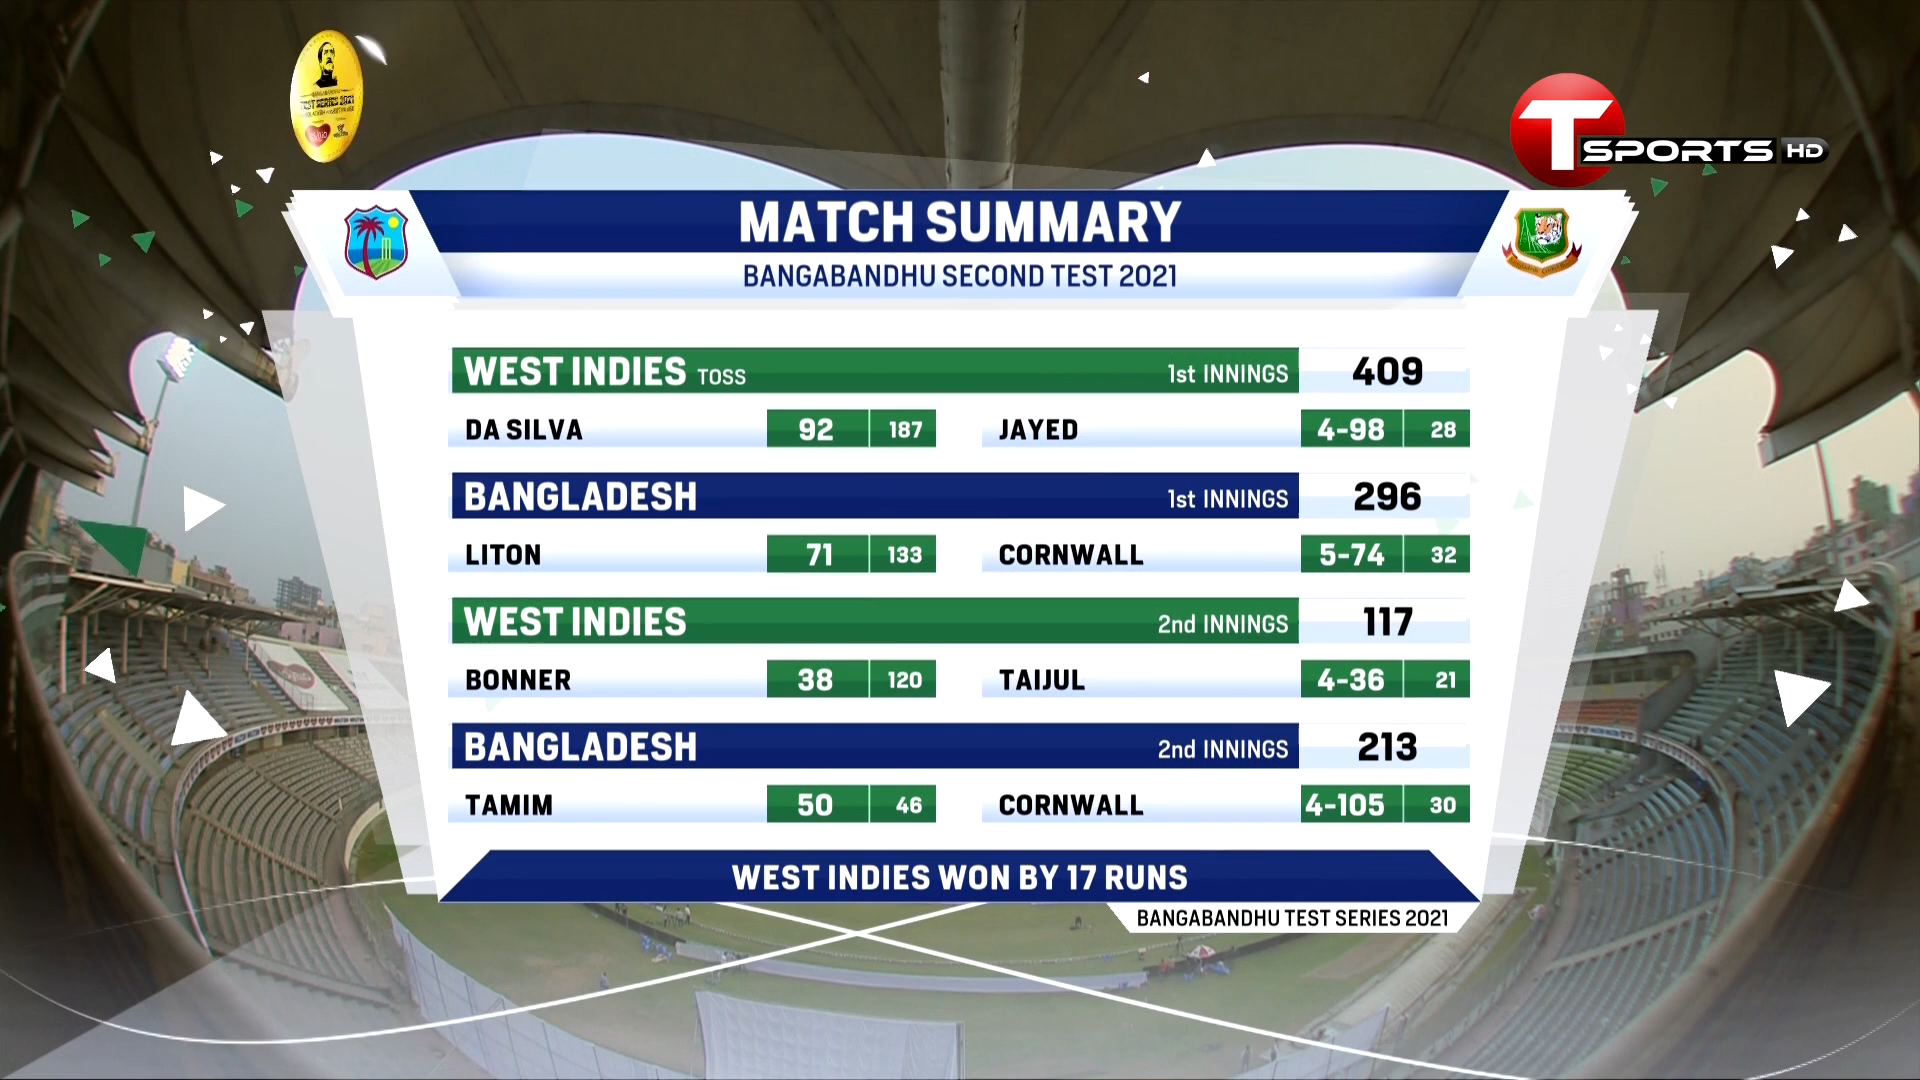 TEST SERIES 2021
T SPORTS HD
MATCH SUMMARY
BANGABANDHU SECOND TEST 2021
WEST INDIES TOSS 1st INNINGS 409
DA SILVA 92 187 JAYED 4-98 28
BANGLADESH 1st INNINGS 296
LITON 71 133 CORNWALL 5-74 32
WEST INDIES 2nd INNINGS 117
BONNER 38 120 TAIJUL 4-36 21
BANGLADESH 2nd INNINGS 213
TAMIM 50 46 CORNWALL 4-105 30
WEST INDIES WON BY 17 RUNS
BANGABANDHU TEST SERIES 2021